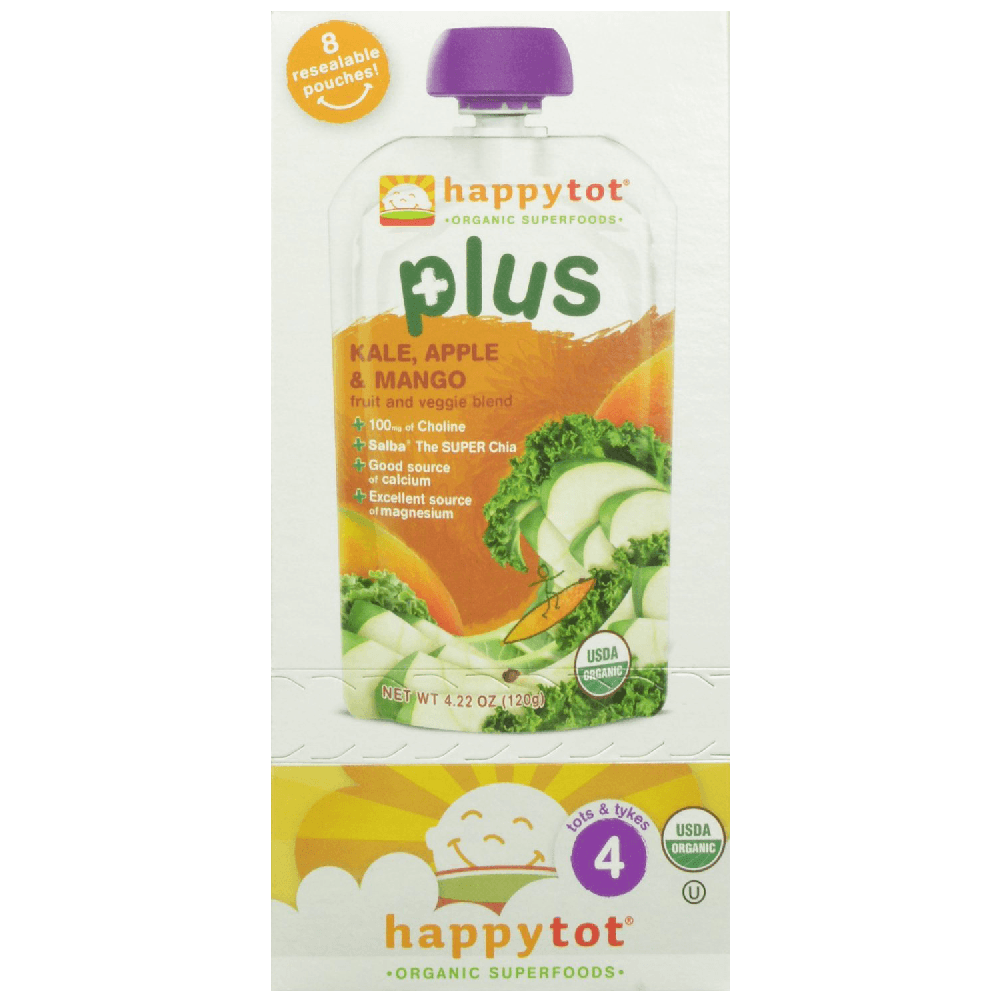 8
resealable
pouches!
happytot®
•ORGANIC SUPERFOODS•
plus
KALE, APPLE
& MANGO
fruit and veggie blend
100mg of Choline
Salba® The SUPER Chia
Good source
of calcium
Excellent source
of magnesium
USDA
ORGANIC
NET WT 4.22 OZ (120g)
tots & tykes
4
USDA
ORGANIC
U
happytot®
•ORGANIC SUPERFOODS•